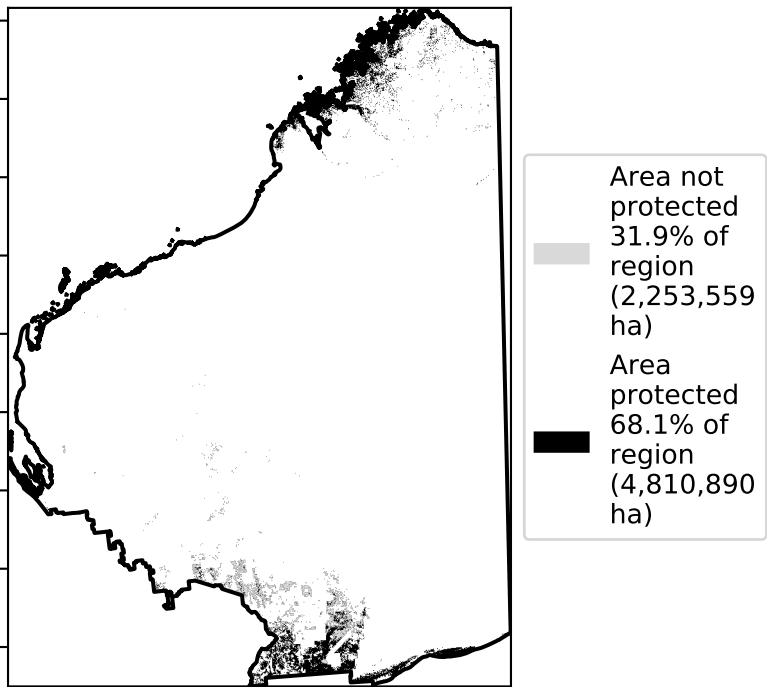 Area not
protected
31.9% of
region
(2,253,559
ha)
Area
protected
68.1% of
region
(4,810,890
ha)